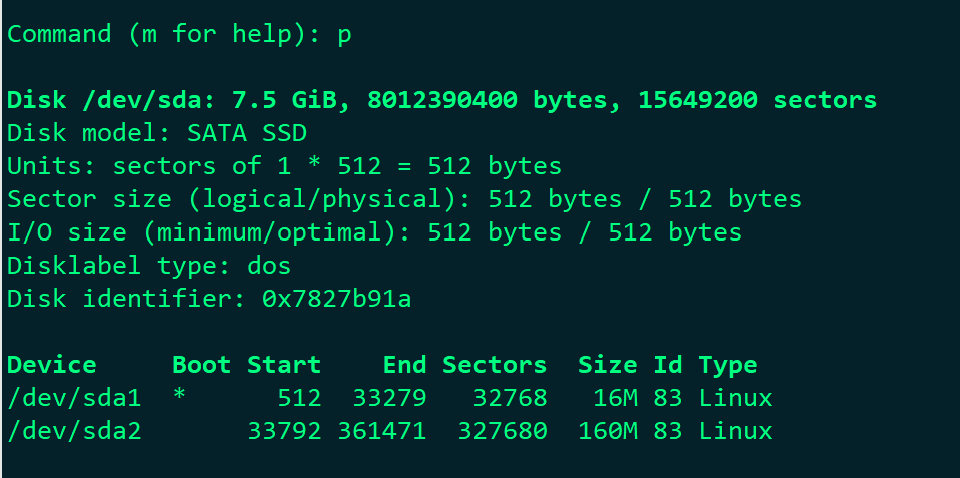 Command (m for help): p
Disk /dev/sda: 7.5 GiB, 8012390400 bytes, 15649200 sectors
Disk model: SATA SSD
Units: sectors of 1 * 512 = 512 bytes
Sector size (logical/physical): 512 bytes / 512 bytes
I/O size (minimum/optimal): 512 bytes / 512 bytes
Disklabel type: dos
Disk identifier: 0x7827b91a
Device     Boot Start    End Sectors  Size Id Type
/dev/sda1  *      512  33279   32768   16M 83 Linux
/dev/sda2       33792 361471  327680  160M 83 Linux